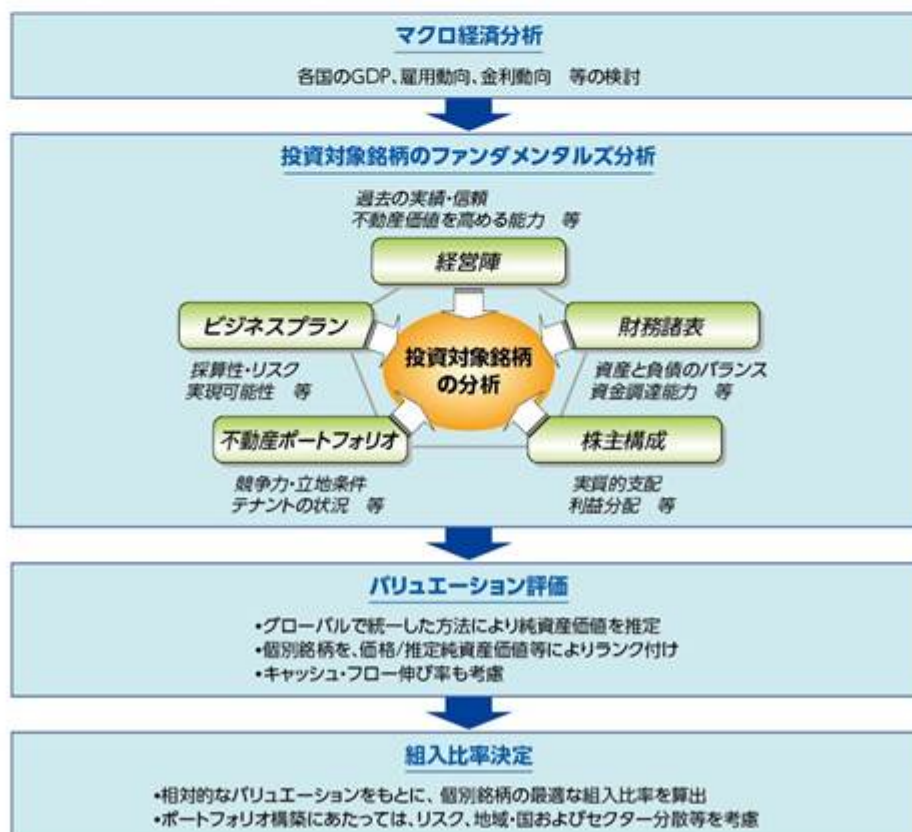 マクロ経済分析
各国のGDP、雇用動向、金利動向 等の検討
投資対象銘柄のファンダメンタルズ分析
過去の実績・信頼
不動産価値を高める能力 等
経営陣
ビジネスプラン
採算性・リスク
実現可能性 等
財務諸表
資産と負債のバランス
資金調達能力 等
投資対象銘柄
の分析
不動産ポートフォリオ
競争力・立地条件
テナントの状況 等
株主構成
実質的支配
利益分配 等
バリュエーション評価
•グローバルで統一した方法により純資産価値を推定
•個別銘柄を、価格/推定純資産価値等によりランク付け
•キャッシュ・フロー伸び率も考慮
組入比率決定
•相対的なバリュエーションをもとに、個別銘柄の最適な組入比率を算出
•ポートフォリオ構築にあたっては、リスク、地域・国およびセクター分散等を考慮